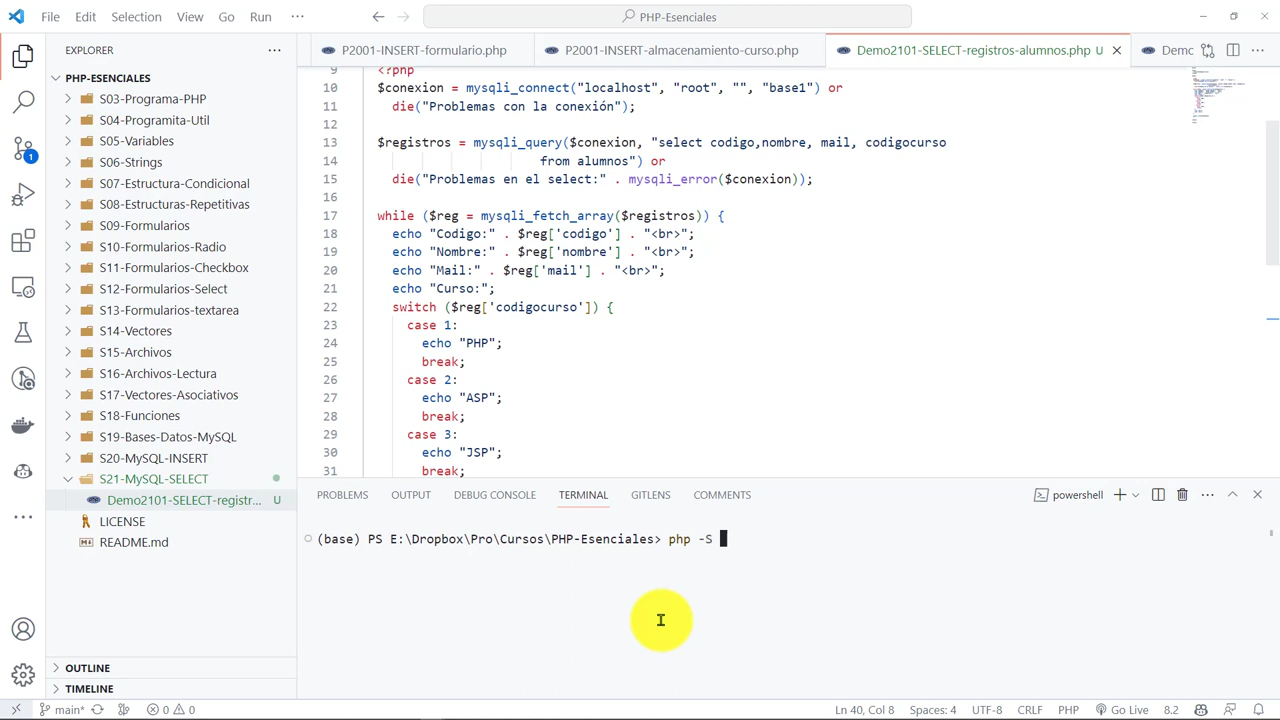 File Edit Selection View Go Run ··· PHP-Esenciales
EXPLORER
PHP-ESENCIALES
S03-Programa-PHP
S04-Programita-Util
S05-Variables
S06-Strings
S07-Estructura-Condicional
S08-Estructuras-Repetitivas
S09-Formularios
S10-Formularios-Radio
S11-Formularios-Checkbox
S12-Formularios-Select
S13-Formularios-textarea
S14-Vectores
S15-Archivos
S16-Archivos-Lectura
S17-Vectores-Asociativos
S18-Funciones
S19-Bases-Datos-MySQL
S20-MySQL-INSERT
S21-MySQL-SELECT
Demo2101-SELECT-registr... U
LICENSE
README.md
OUTLINE
TIMELINE
1
P2001-INSERT-formulario.php P2001-INSERT-almacenamiento-curso.php Demo2101-SELECT-registros-alumnos.php U Demc
9 <?php
10 $conexion = mysqli_connect("localhost", "root", "", "base1") or
11 die("Problemas con la conexión");
12
13 $registros = mysqli_query($conexion, "select codigo,nombre, mail, codigocurso
14 from alumnos") or
15 die("Problemas en el select:" . mysqli_error($conexion));
16
17 while ($reg = mysqli_fetch_array($registros)) {
18 echo "Codigo:" . $reg['codigo'] . "<br>";
19 echo "Nombre:" . $reg['nombre'] . "<br>";
20 echo "Mail:" . $reg['mail'] . "<br>";
21 echo "Curso:";
22 switch ($reg['codigocurso']) {
23 case 1:
24 echo "PHP";
25 break;
26 case 2:
27 echo "ASP";
28 break;
29 case 3:
30 echo "JSP";
31 break;
PROBLEMS OUTPUT DEBUG CONSOLE TERMINAL GITLENS COMMENTS powershell
(base) PS E:\Dropbox\Pro\Cursos\PHP-Esenciales> php -S
main* 0 0 Ln 40, Col 8 Spaces: 4 UTF-8 CRLF PHP Go Live 8.2